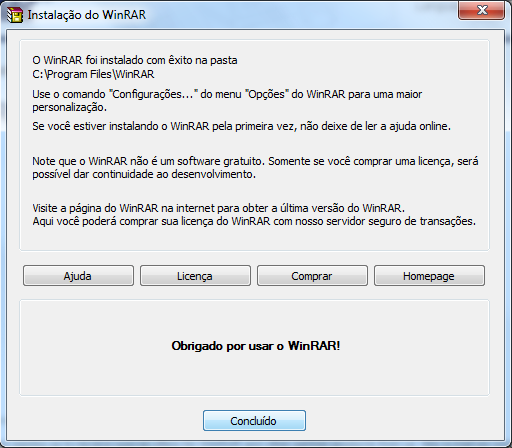 Instalação do WinRAR
O WinRAR foi instalado com êxito na pasta
C:\Program Files\WinRAR
Use o comando "Configurações..." do menu "Opções" do WinRAR para uma maior
personalização.
Se você estiver instalando o WinRAR pela primeira vez, não deixe de ler a ajuda online.
Note que o WinRAR não é um software gratuito. Somente se você comprar uma licença, será
possível dar continuidade ao desenvolvimento.
Visite a página do WinRAR na internet para obter a última versão do WinRAR.
Aqui você poderá comprar sua licença do WinRAR com nosso servidor seguro de transações.
Ajuda Licença Comprar Homepage
Obrigado por usar o WinRAR!
Concluído